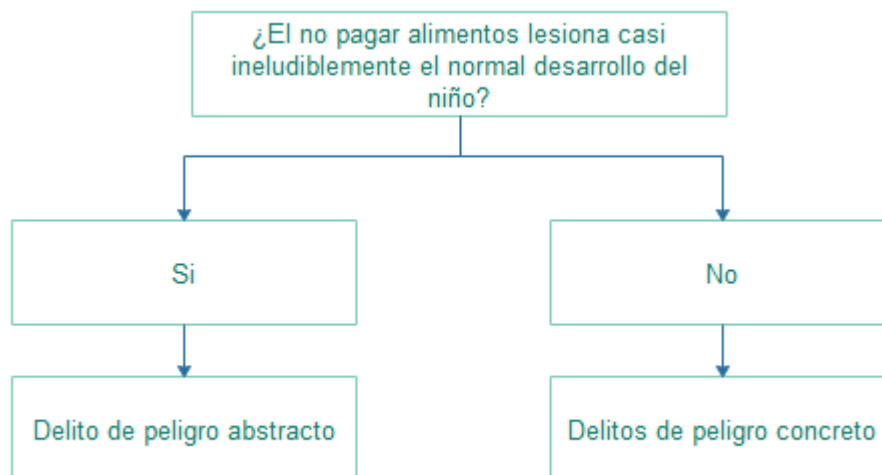 ¿El no pagar alimentos lesiona casi
ineludiblemente el normal desarrollo del
niño?
Si
No
Delito de peligro abstracto
Delitos de peligro concreto